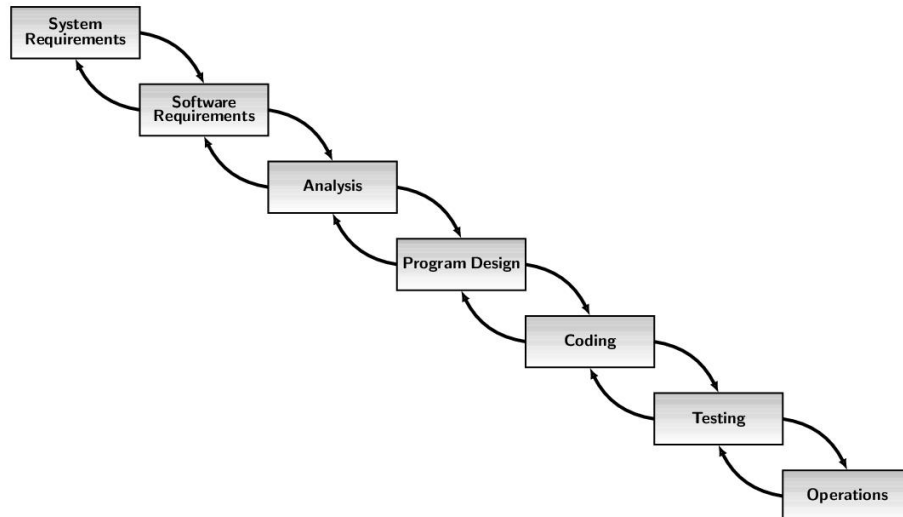 System
Requirements
Software
Requirements
Analysis
Program Design
Coding
Testing
Operations